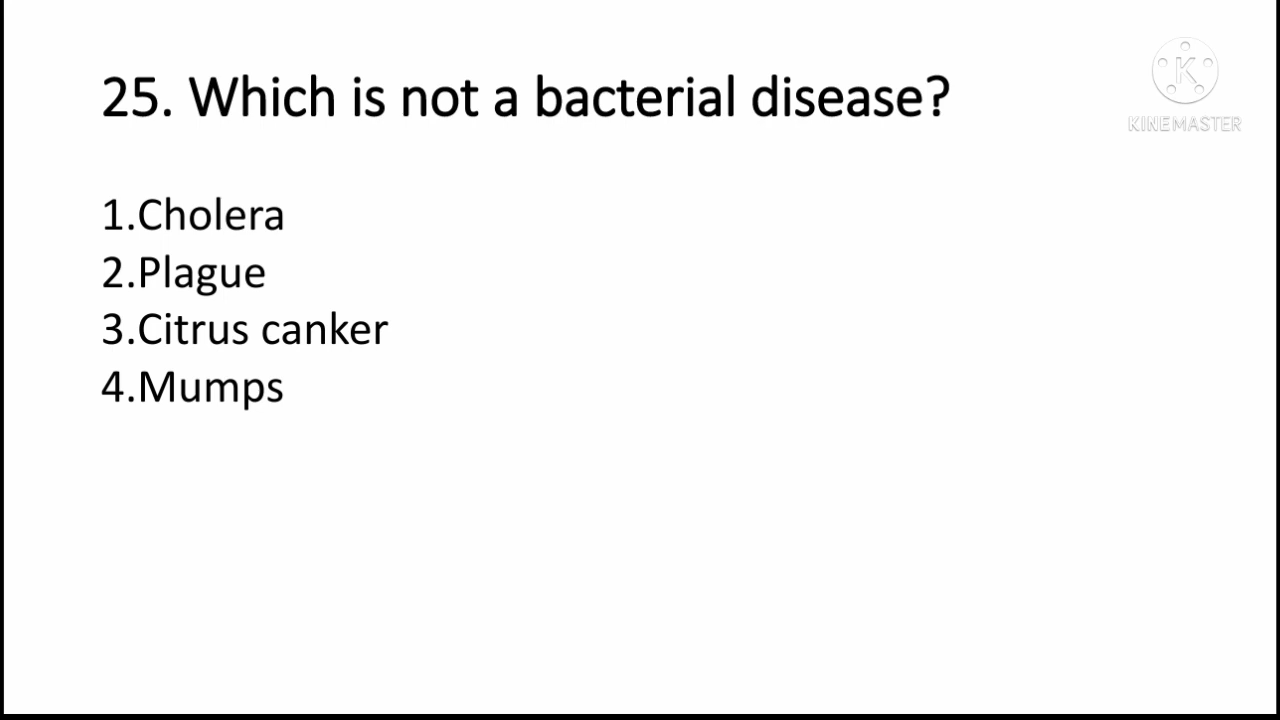 25. Which is not a bacterial disease?
K
KINEMASTER
1.Cholera
2.Plague
3.Citrus canker
4.Mumps